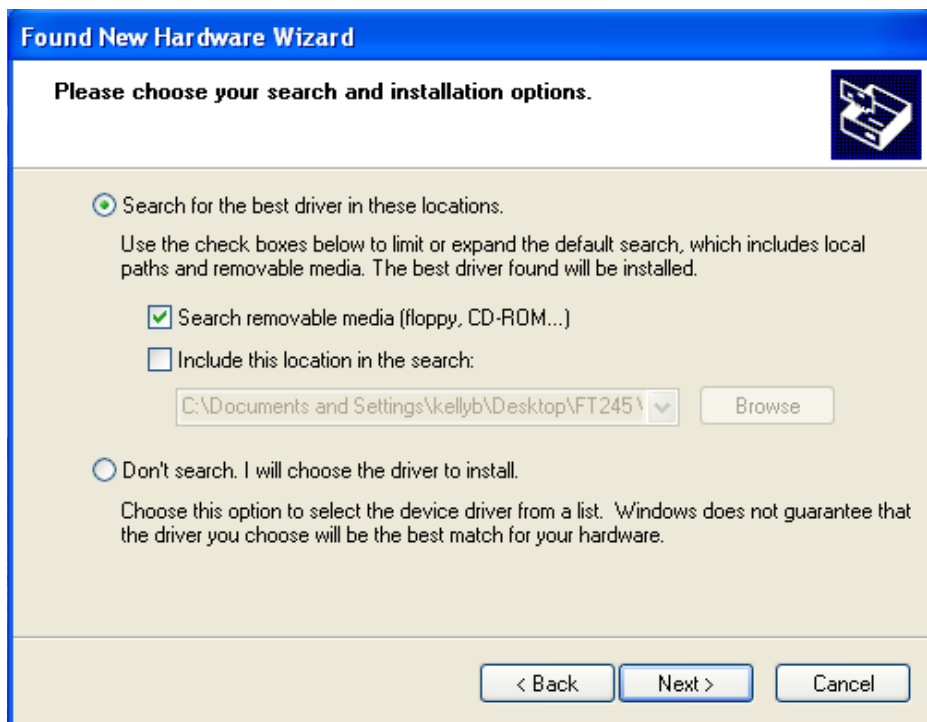 Found New Hardware Wizard
Please choose your search and installation options.
Search for the best driver in these locations.
Use the check boxes below to limit or expand the default search, which includes local
paths and removable media. The best driver found will be installed.
Search removable media (floppy, CD-ROM...)
Include this location in the search:
C:\Documents and Settings\kellyb\Desktop\FT245 \
Browse
Don't search. I will choose the driver to install.
Choose this option to select the device driver from a list.  Windows does not guarantee that
the driver you choose will be the best match for your hardware.
< Back
Next >
Cancel